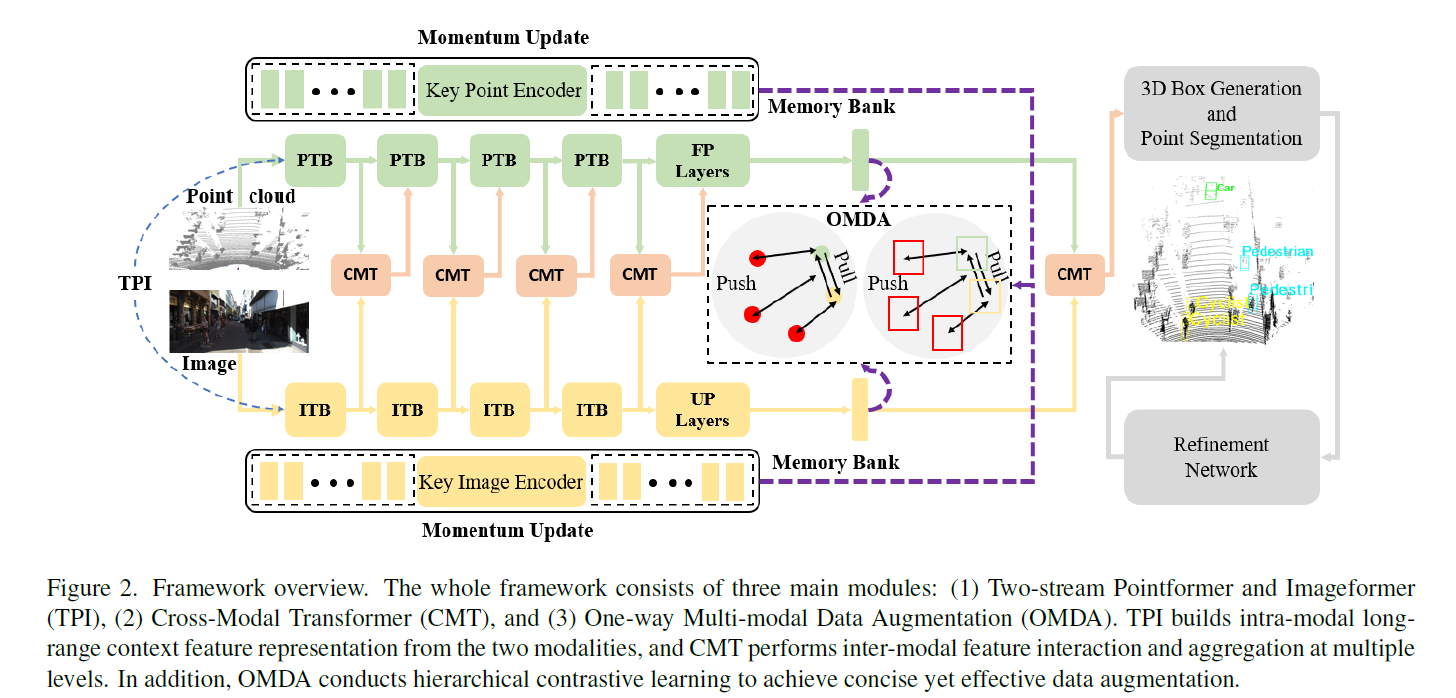 Momentum Update
Key Point Encoder
Memory Bank
3D Box Generation
and
Point Segmentation
PTB
PTB
PTB
PTB
FP
Layers
Point cloud
Car
OMDA
Push
Pull
Push
Pull
Pedestrian
Pedestri
Cyclist
Cyclist
TPI
CMT
CMT
CMT
CMT
CMT
Image
ITB
ITB
ITB
ITB
UP
Layers
Refinement
Network
Memory Bank
Key Image Encoder
Momentum Update
Figure 2. Framework overview. The whole framework consists of three main modules: (1) Two-stream Pointformer and Imageformer
(TPI), (2) Cross-Modal Transformer (CMT), and (3) One-way Multi-modal Data Augmentation (OMDA). TPI builds intra-modal long-
range context feature representation from the two modalities, and CMT performs inter-modal feature interaction and aggregation at multiple
levels. In addition, OMDA conducts hierarchical contrastive learning to achieve concise yet effective data augmentation.